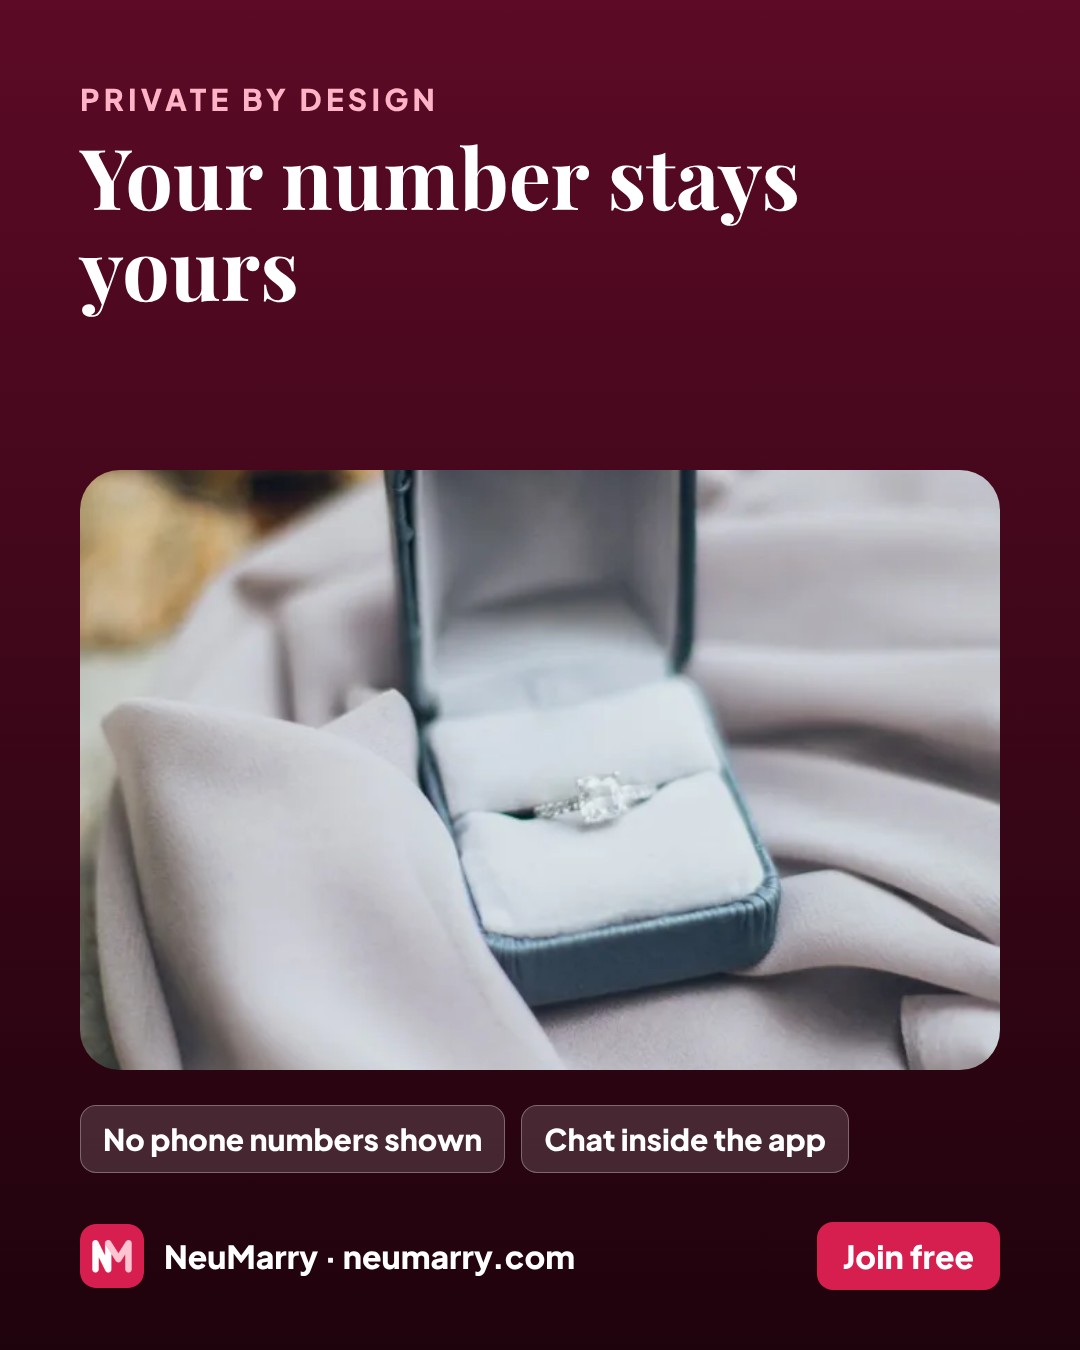 PRIVATE BY DESIGN
Your number stays
yours
No phone numbers shown
Chat inside the app
NM
NeuMarry · neumarry.com
Join free